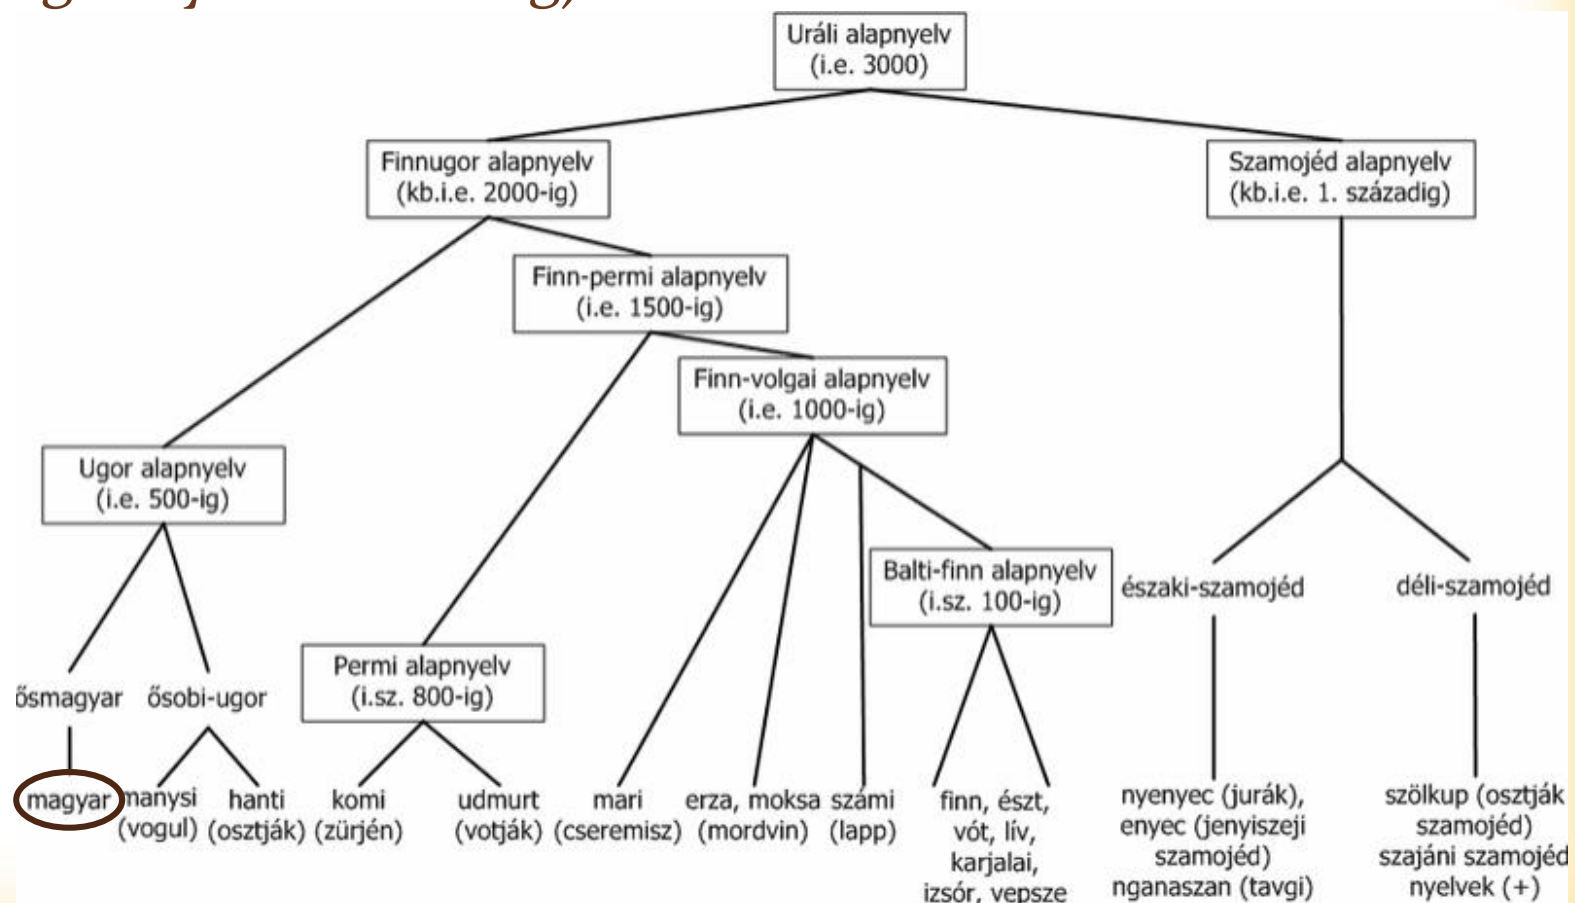 Uráli alapnyelv
(i.e. 3000)
Finnugor alapnyelv
(kb.i.e. 2000-ig)
Szamojéd alapnyelv
(kb.i.e. 1. századig)
Finn-permi alapnyelv
(i.e. 1500-ig)
Finn-volgai alapnyelv
(i.e. 1000-ig)
Ugor alapnyelv
(i.e. 500-ig)
Balti-finn alapnyelv
(i.sz. 100-ig)
északi-szamojéd
déli-szamojéd
Permi alapnyelv
(i.sz. 800-ig)
ősmagyar
ősobi-ugor
magyar
manysi
(vogul)
hanti
(osztják)
komi
(zürjén)
udmurt
(votják)
mari
(cseremisz)
erza, moksa
(mordvin)
számi
(lapp)
finn, észt,
vót, lív,
karjalai,
izsór, vepsze
nyenyec (jurák),
enyec (jenyiszeji
szamojéd)
nganaszan (tavgi)
szölkup (osztják
szamojéd)
szajáni szamojéd
nyelvek (+)